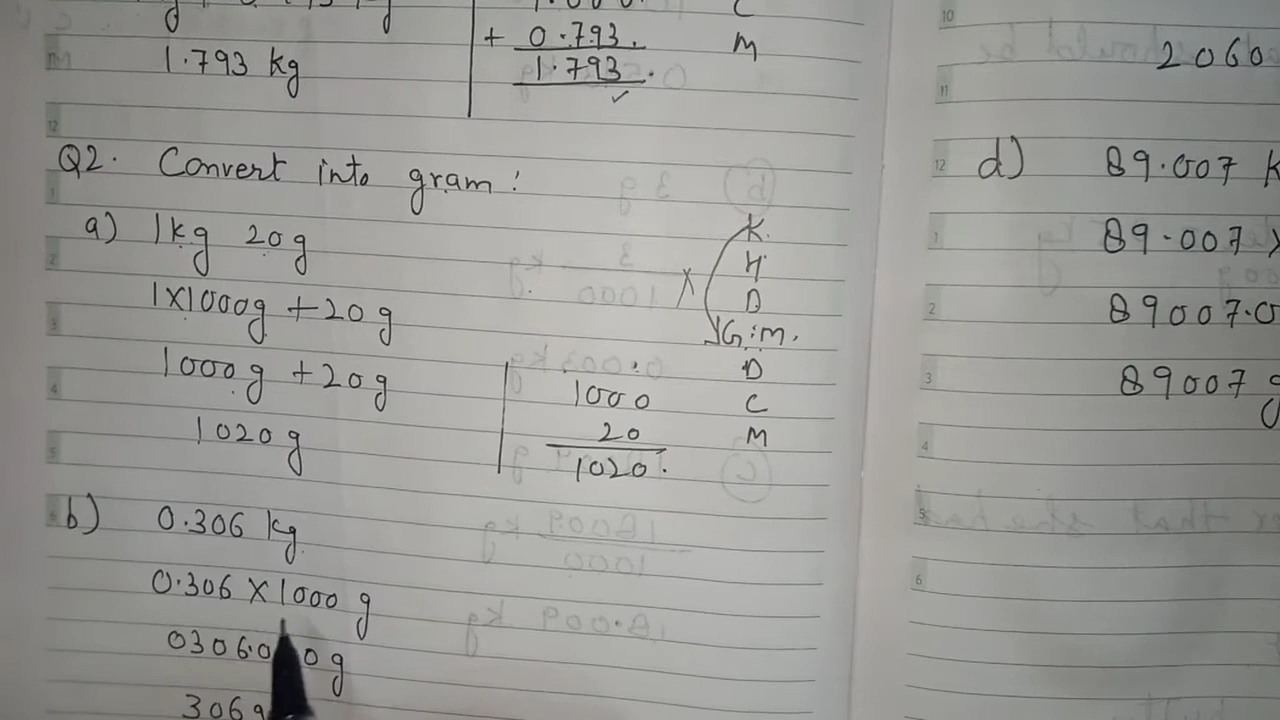 1.793 kg
+ 0.793.
1.793.
C
M
Q2. Convert into gram:
a) 1kg 20g
1x1000g + 20g
1000g + 20g
1020g
1000
20
1020.
K.
H
D
G:m.
D
C
M
b) 0.306 kg
0.306 x 1000 g
306g
2060
d) 89.007 K
89.007 x
89007.0
89007 g